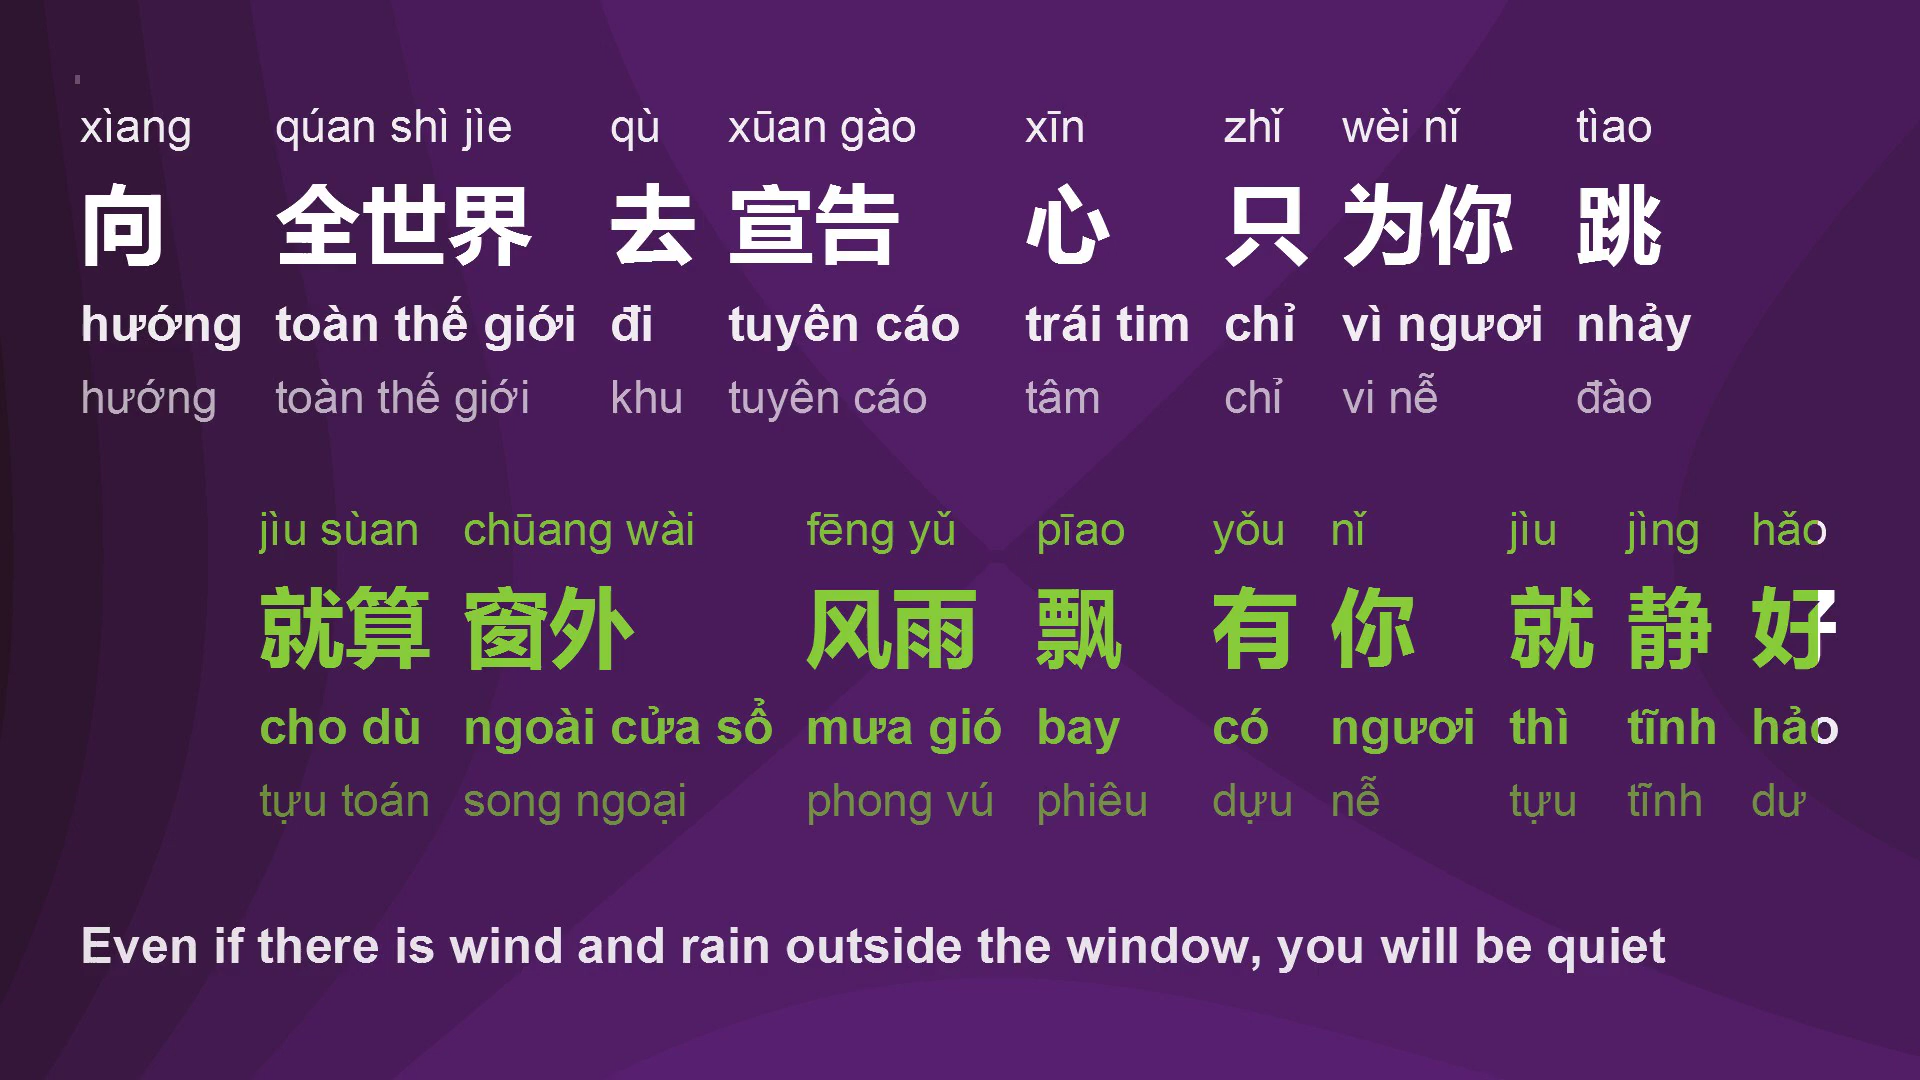 xìang qúan shì jìe qù xūan gào xīn zhǐ wèi nǐ tìao
向 全世界 去 宣告 心 只 为你 跳
hướng toàn thế giới đi tuyên cáo trái tim chỉ vì ngươi nhảy
hướng toàn thế giới khu tuyên cáo tâm chỉ vi nễ đào
jìu sùan chūang wài fēng yǔ pīao yǒu nǐ jìu jìng hǎo
就算 窗外 风雨 飘 有 你 就 静 好
cho dù ngoài cửa sổ mưa gió bay có ngươi thì tĩnh hảo
tựu toán song ngoại phong vú phiêu dựu nễ tựu tĩnh dư
Even if there is wind and rain outside the window, you will be quiet